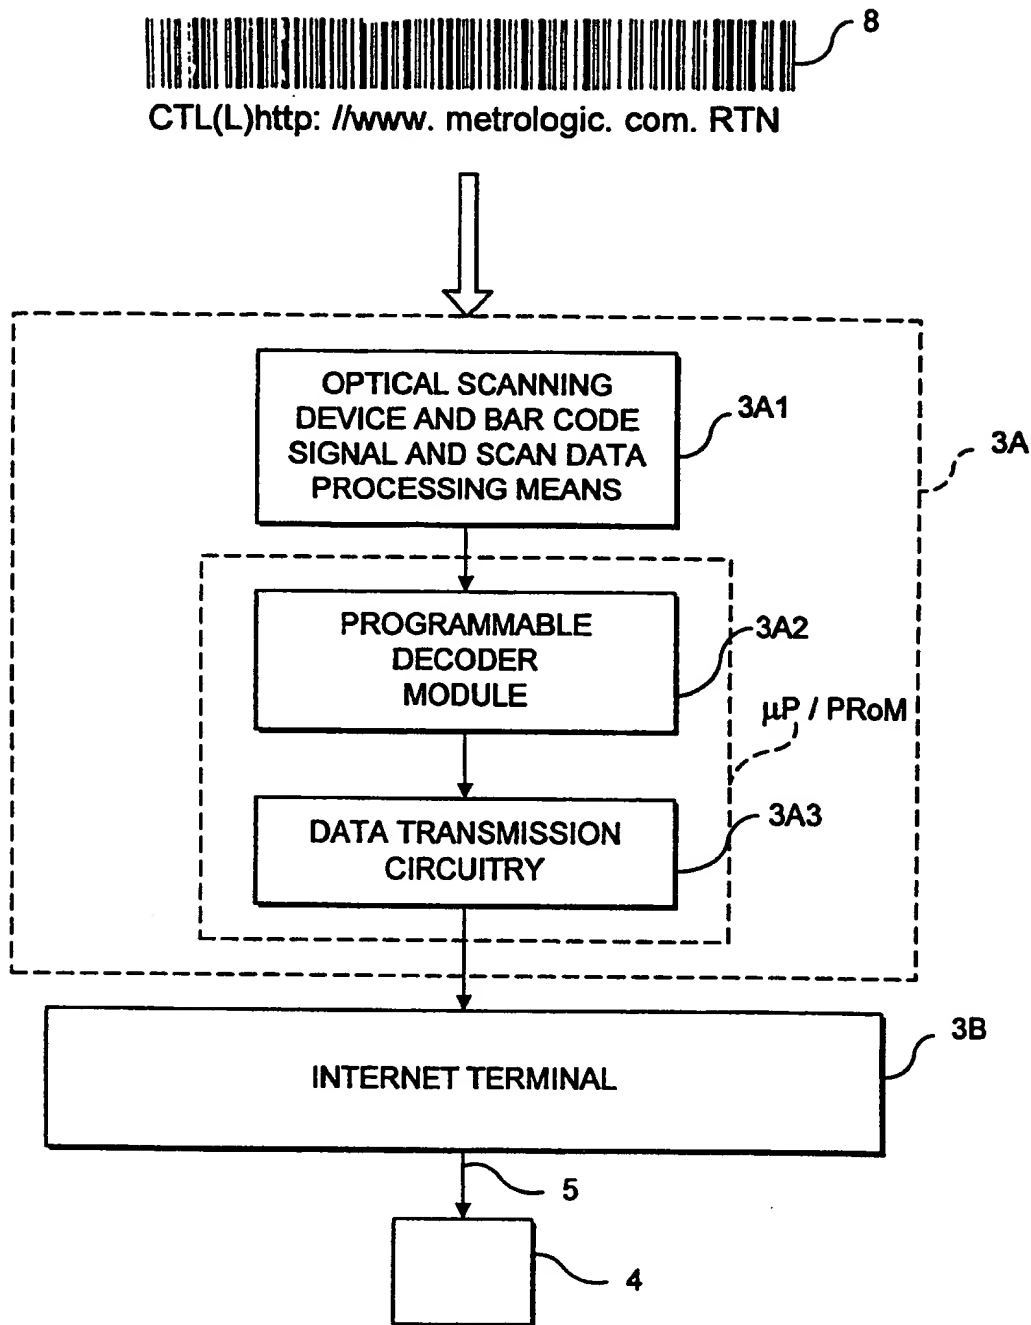 8
CTL(L)http: //www. metrologic. com. RTN
OPTICAL SCANNING
DEVICE AND BAR CODE
SIGNAL AND SCAN DATA
PROCESSING MEANS
3A1
3A
PROGRAMMABLE
DECODER
MODULE
3A2
μP / PRoM
DATA TRANSMISSION
CIRCUITRY
3A3
INTERNET TERMINAL
3B
5
4